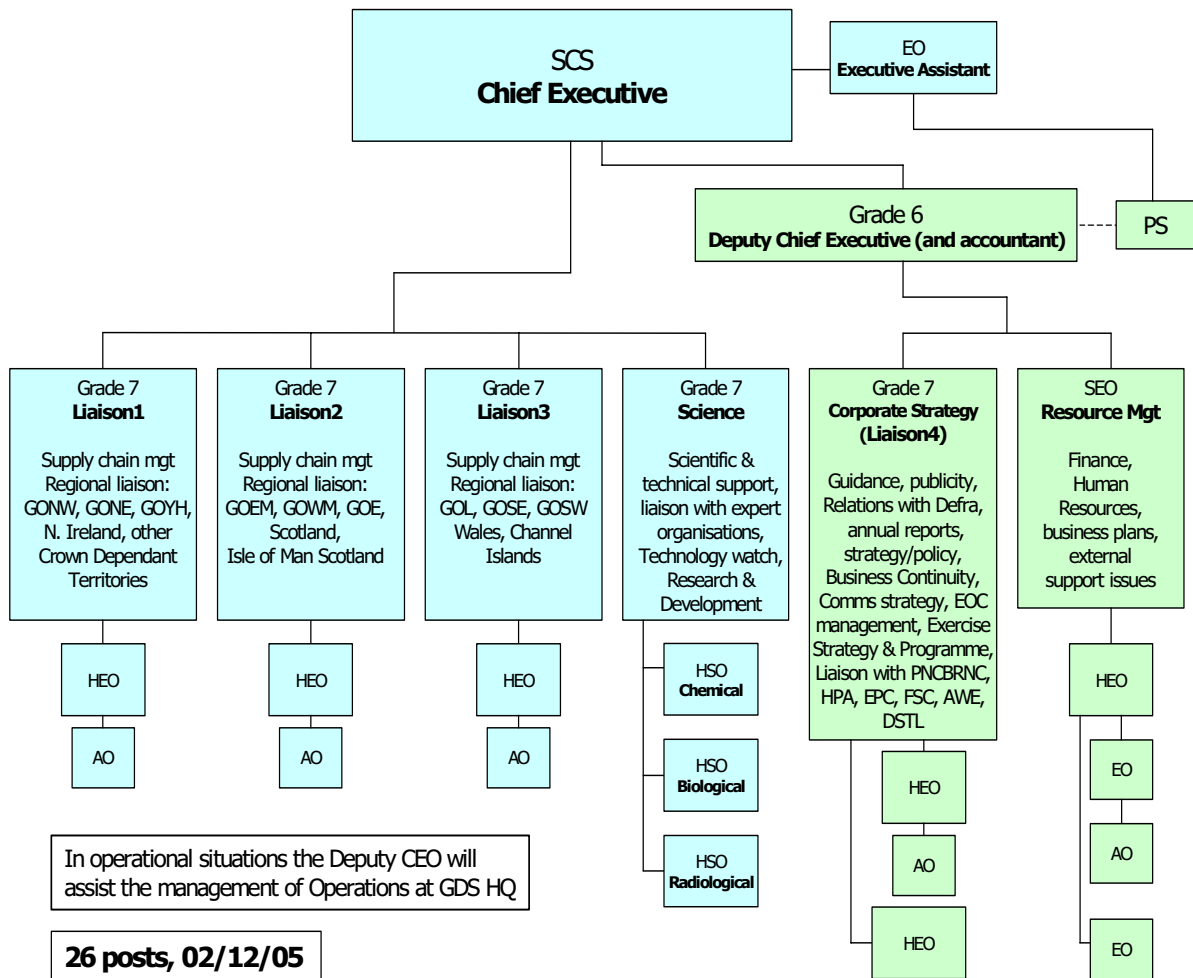 SCS
Chief Executive
EO
Executive Assistant
Grade 6
Deputy Chief Executive (and accountant)
PS
Grade 7
Liaison1
Supply chain mgt
Regional liaison:
GONW, GONE, GOYH,
N. Ireland, other
Crown Dependant
Territories
Grade 7
Liaison2
Supply chain mgt
Regional liaison:
GOEM, GOWM, GOE,
Scotland,
Isle of Man Scotland
Grade 7
Liaison3
Supply chain mgt
Regional liaison:
GOL, GOSE, GOSW
Wales, Channel
Islands
Grade 7
Science
Scientific &
technical support,
liaison with expert
organisations,
Technology watch,
Research &
Development
Grade 7
Corporate Strategy
(Liaison4)
Guidance, publicity,
Relations with Defra,
annual reports,
strategy/policy,
Business Continuity,
Comms strategy, EOC
management, Exercise
Strategy & Programme,
Liaison with PNCBRNC,
HPA, EPC, FSC, AWE,
DSTL
SEO
Resource Mgt
Finance,
Human
Resources,
business plans,
external
support issues
HEO
AO
HEO
AO
HEO
AO
HSO
Chemical
HSO
Biological
HSO
Radiological
HEO
AO
HEO
HEO
EO
AO
EO
In operational situations the Deputy CEO will
assist the management of Operations at GDS HQ
26 posts, 02/12/05